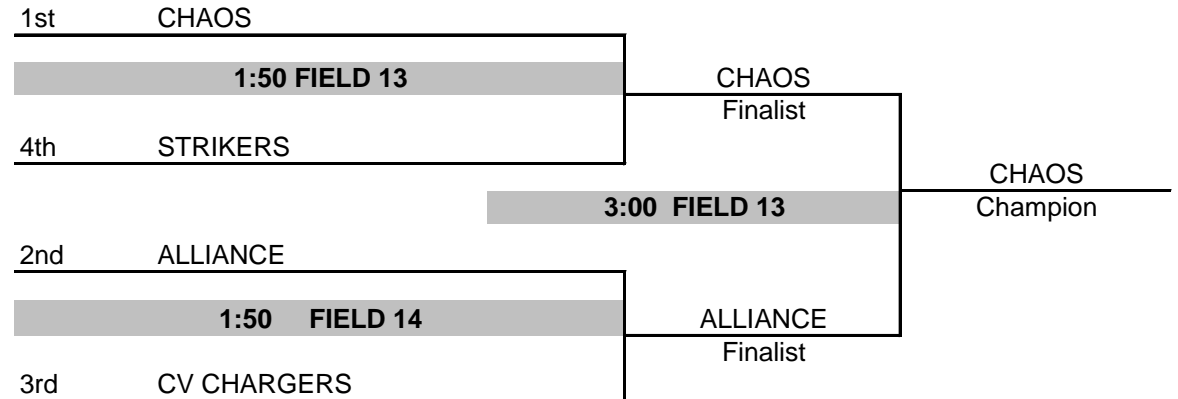 1st CHAOS
1:50 FIELD 13 CHAOS
Finalist
4th STRIKERS
CHAOS
3:00 FIELD 13 Champion
2nd ALLIANCE
1:50 FIELD 14 ALLIANCE
Finalist
3rd CV CHARGERS